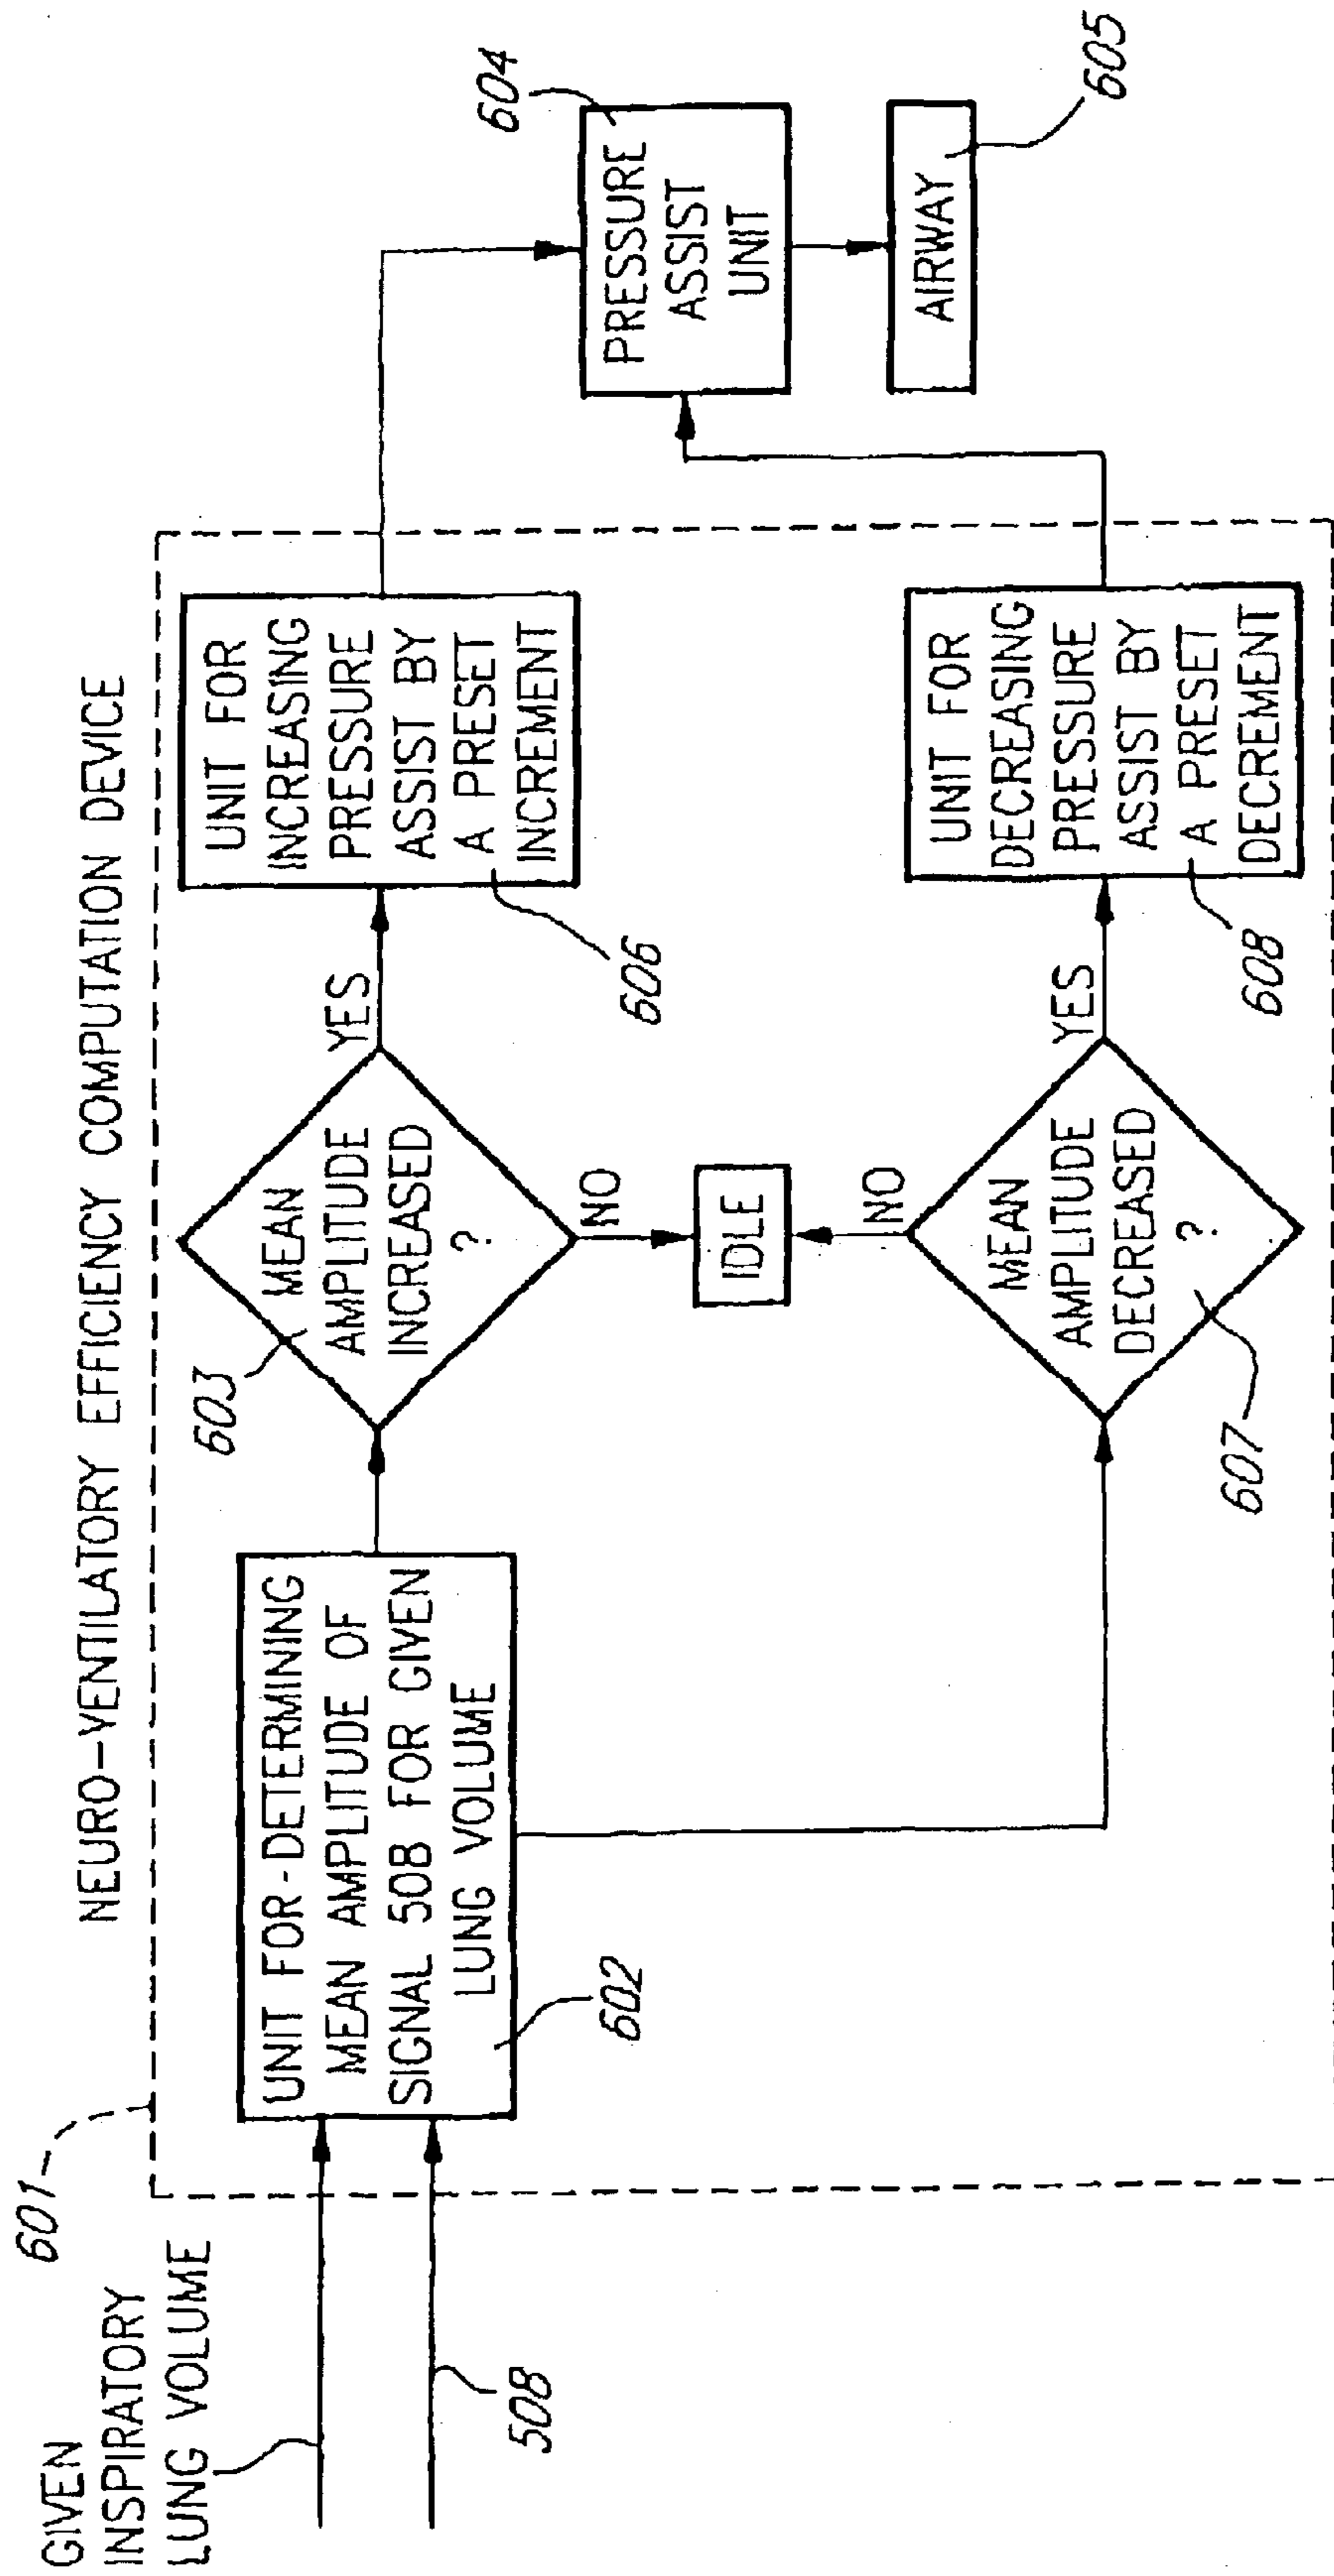 NEURO-VENTILATORY EFFICIENCY COMPUTATION DEVICE
601
GIVEN
INSPIRATORY
LUNG VOLUME
508
UNIT FOR-DETERMINING
MEAN AMPLITUDE OF
SIGNAL 508 FOR GIVEN
LUNG VOLUME
602
603
MEAN
AMPLITUDE
INCREASED
?
YES
NO
UNIT FOR
INCREASING
PRESSURE
ASSIST BY
A PRESET
INCREMENT
606
IDLE
607
MEAN
AMPLITUDE
DECREASED
?
YES
NO
UNIT FOR
DECREASING
PRESSURE
ASSIST BY
A PRESET
DECREMENT
608
604
PRESSURE
ASSIST
UNIT
AIRWAY
605